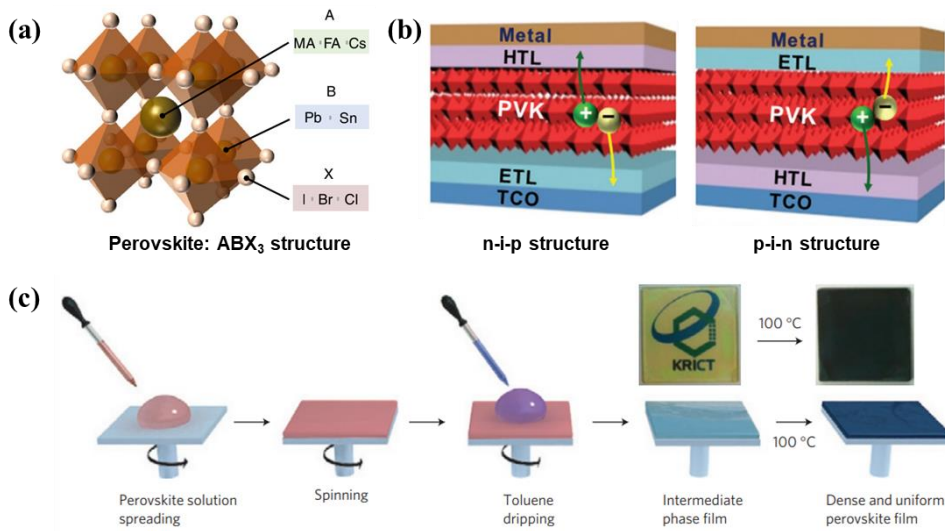 (a)
A
MA FA Cs
B
Pb Sn
X
I Br Cl
Perovskite: ABX₃ structure
(b)
Metal
HTL
PVK
+
−
ETL
TCO
n-i-p structure
Metal
ETL
PVK
+
−
HTL
TCO
p-i-n structure
(c)
KRICT
100 °C
100 °C
Perovskite solution
spreading
Spinning
Toluene
dripping
Intermediate
phase film
Dense and uniform
perovskite film